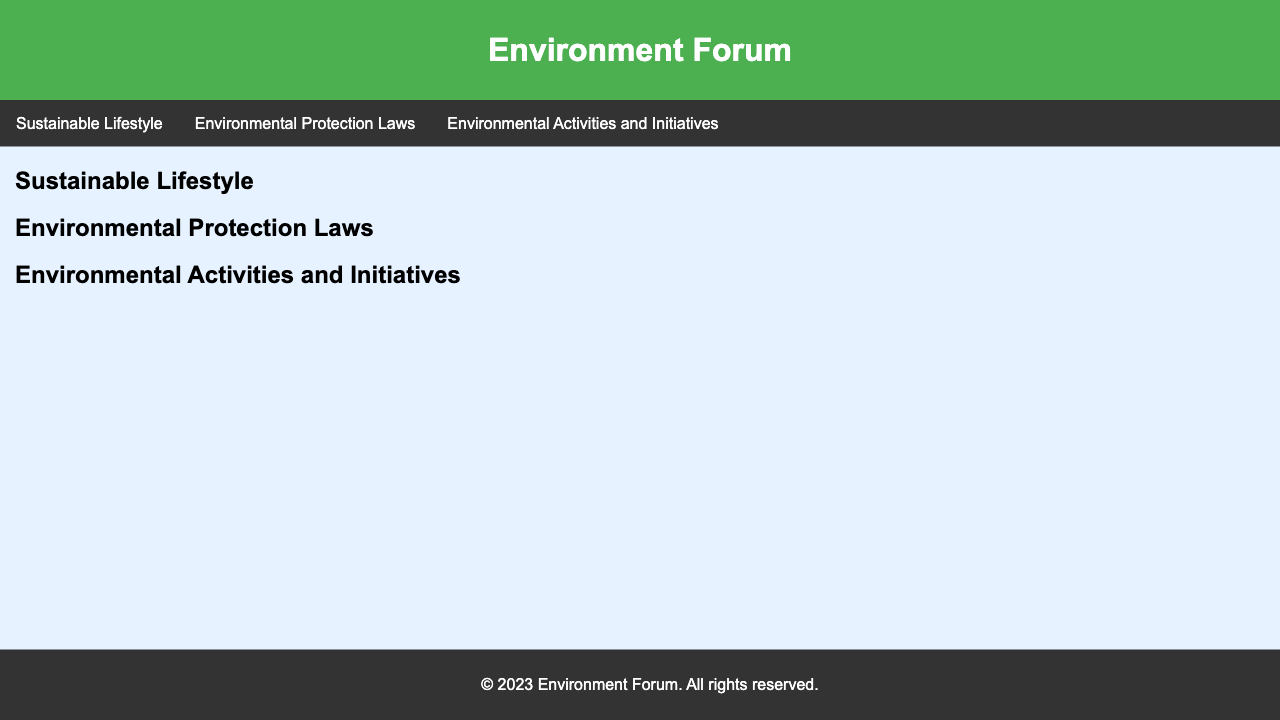 Environment Forum
Sustainable Lifestyle Environmental Protection Laws Environmental Activities and Initiatives
Sustainable Lifestyle
Environmental Protection Laws
Environmental Activities and Initiatives
© 2023 Environment Forum. All rights reserved.